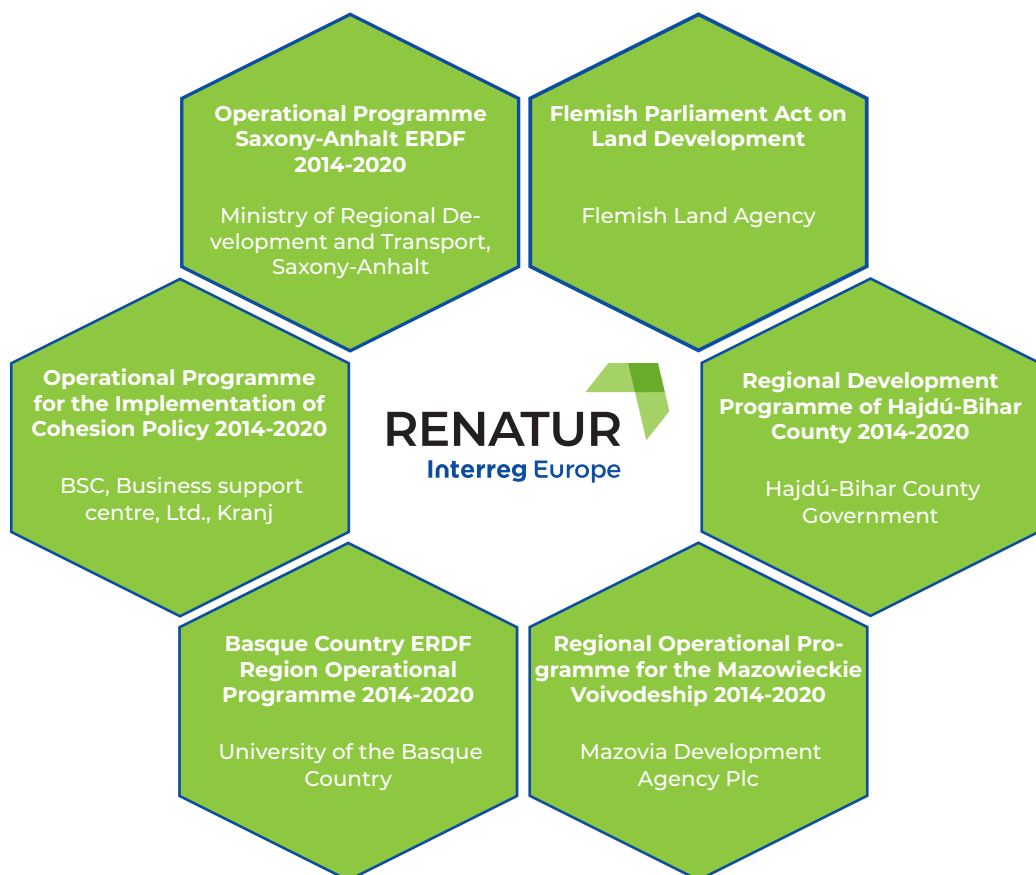 Operational Programme
Saxony-Anhalt ERDF
2014-2020
Ministry of Regional De-
velopment and Transport,
Saxony-Anhalt
Flemish Parliament Act on
Land Development
Flemish Land Agency
Operational Programme
for the Implementation of
Cohesion Policy 2014-2020
BSC, Business support
centre, Ltd., Kranj
RENATUR
Interreg Europe
Regional Development
Programme of Hajdú-Bihar
County 2014-2020
Hajdú-Bihar County
Government
Basque Country ERDF
Region Operational
Programme 2014-2020
University of the Basque
Country
Regional Operational Pro-
gramme for the Mazowieckie
Voivodeship 2014-2020
Mazovia Development
Agency Plc